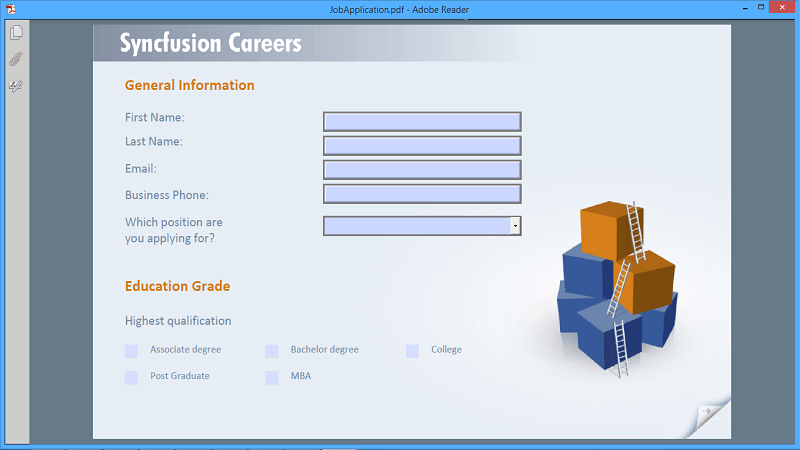 JobApplication.pdf - Adobe Reader
Syncfusion Careers
General Information
First Name:
Last Name:
Email:
Business Phone:
Which position are
you applying for?
Education Grade
Highest qualification
Associate degree Bachelor degree College
Post Graduate MBA